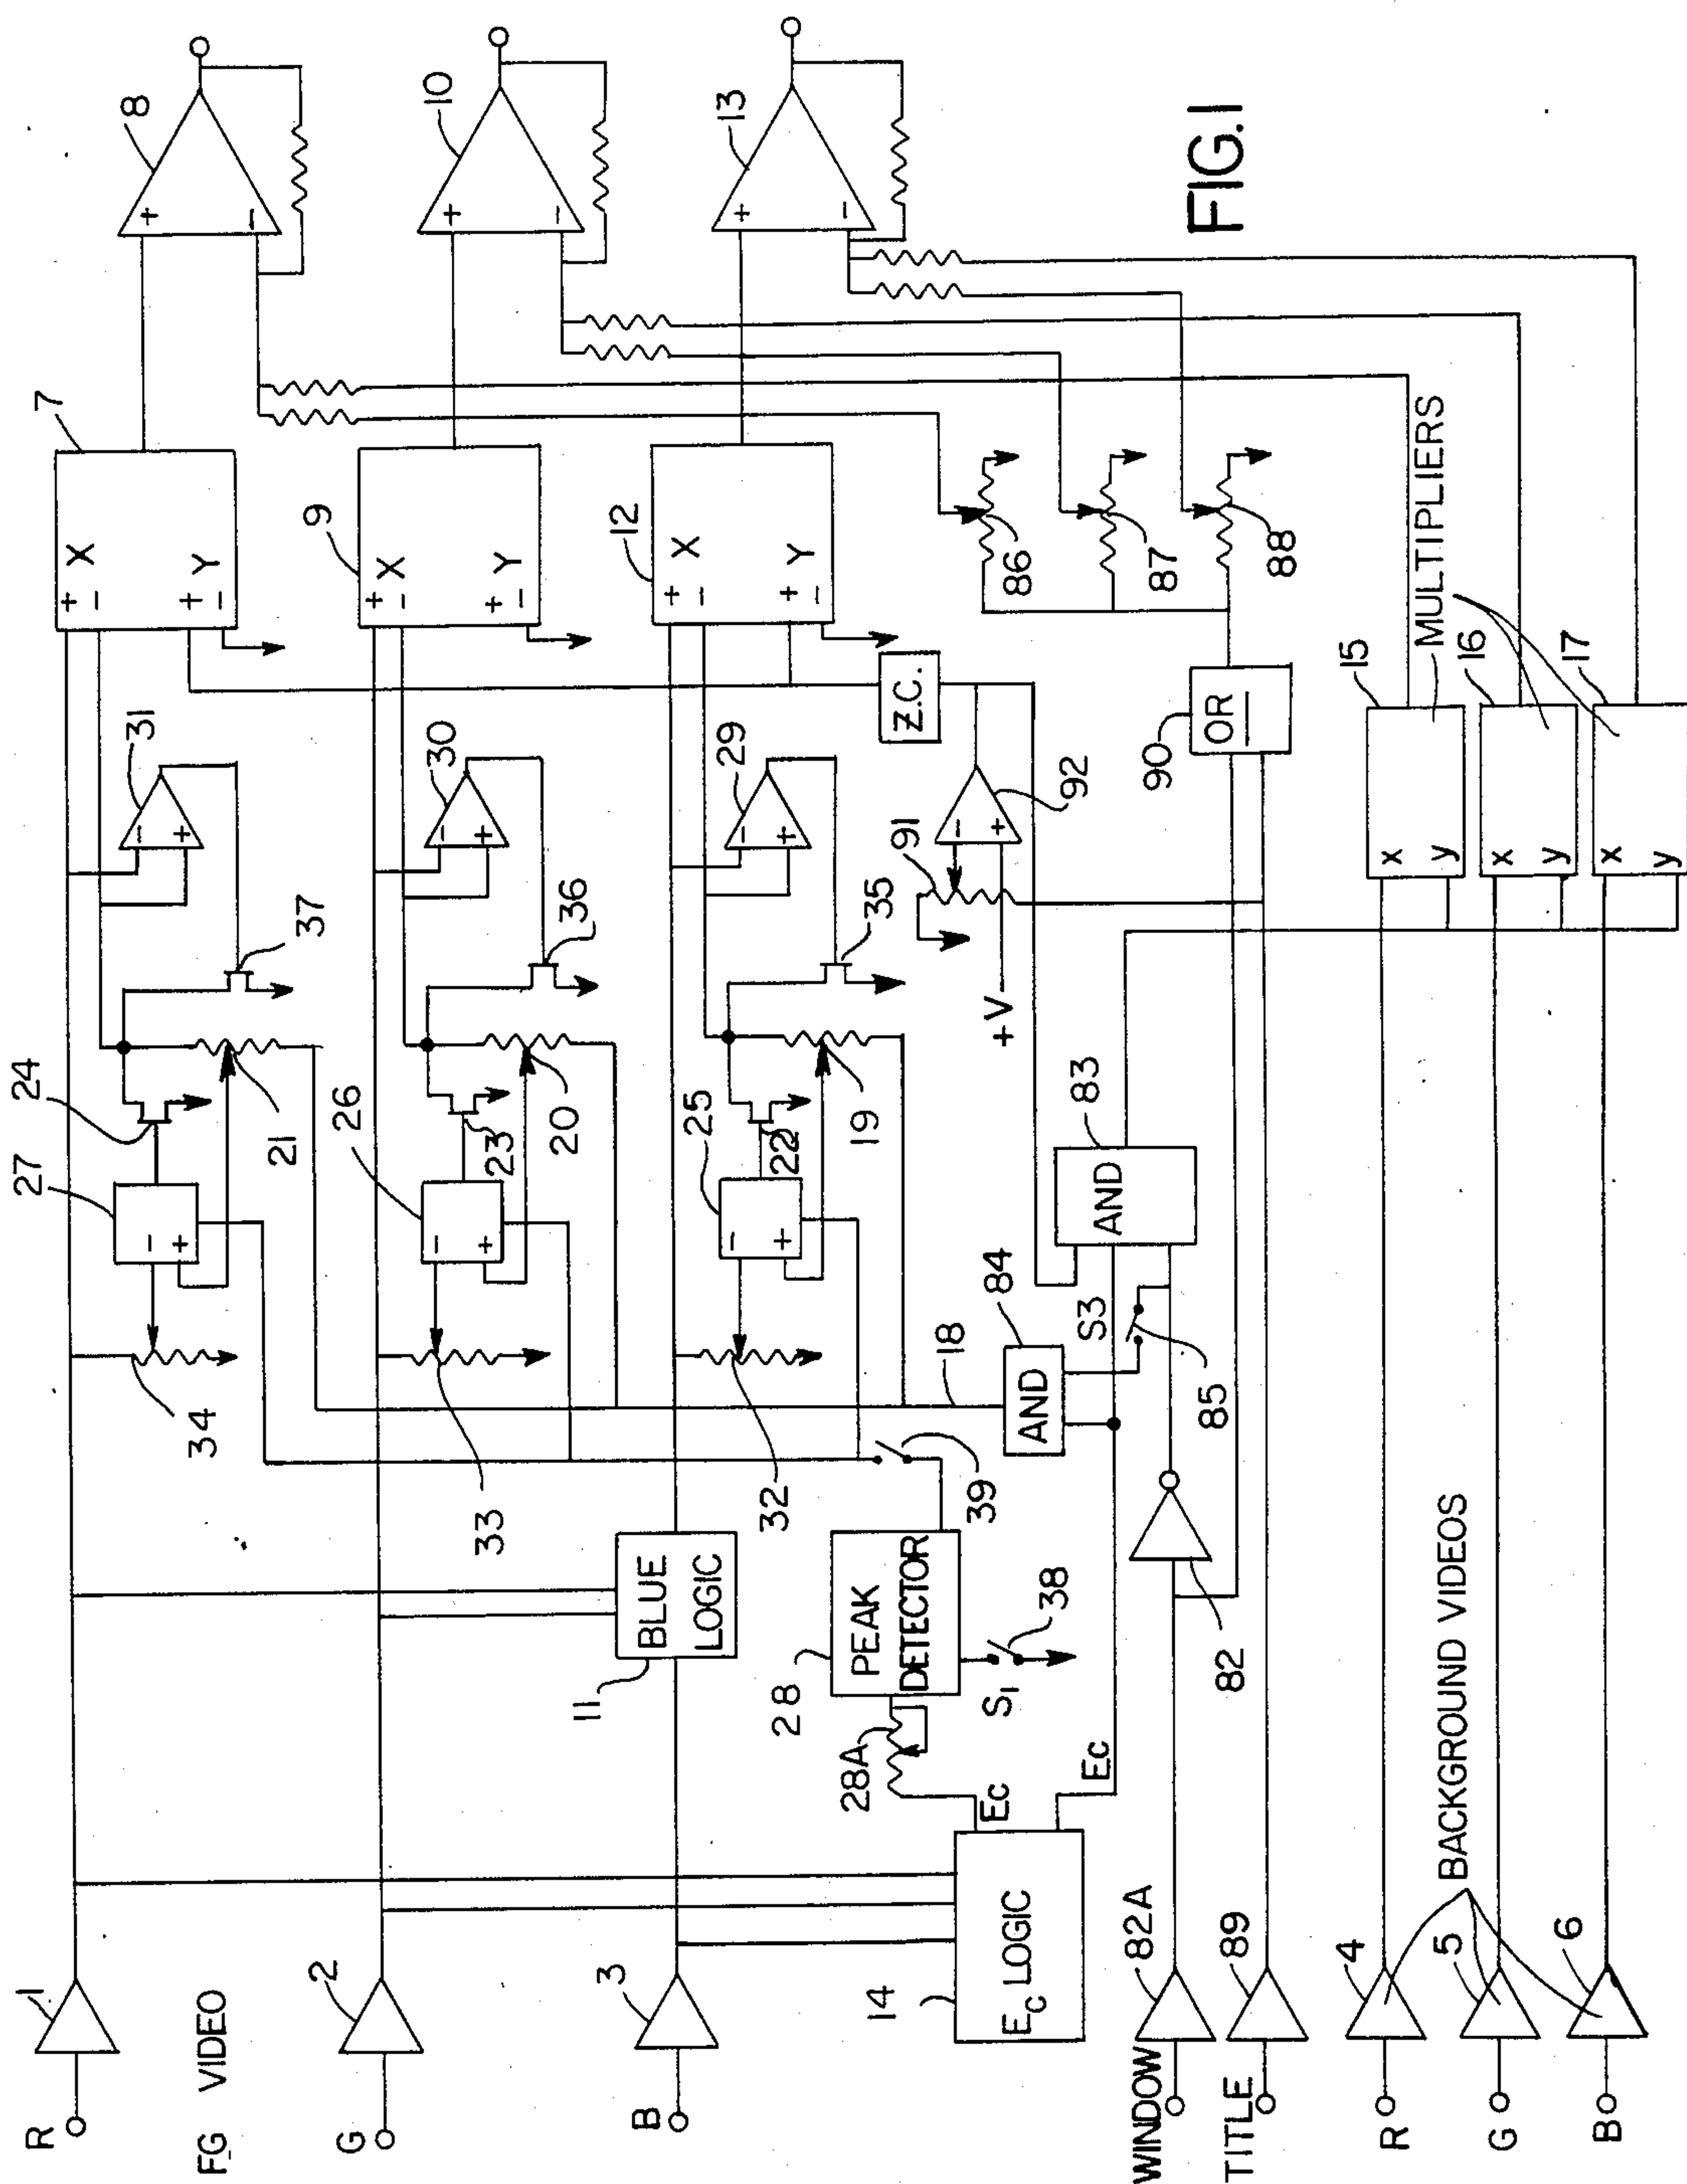 FIG.1
R
FG VIDEO
G
B
WINDOW
TITLE
R
G
B
1
2
3
82A
89
4
5
6
BACKGROUND VIDEOS
14
EC LOGIC
Ec
Ec
28A
28
PEAK
DETECTOR
S1
38
39
11
BLUE
LOGIC
82
34
33
32
18
84
AND
S3
85
83
AND
27
-
+
26
-
+
25
-
+
24
23
22
21
20
19
37
36
35
31
-
+
30
-
+
29
-
+
+V
91
-
+
92
90
OR
Z.C.
7
+
-
X
+
-
Y
9
+
-
X
+
-
Y
12
+
-
X
+
-
Y
86
87
88
15
x
y
16
x
y
17
x
y
MULTIPLIERS
8
+
-
10
+
-
13
+
-